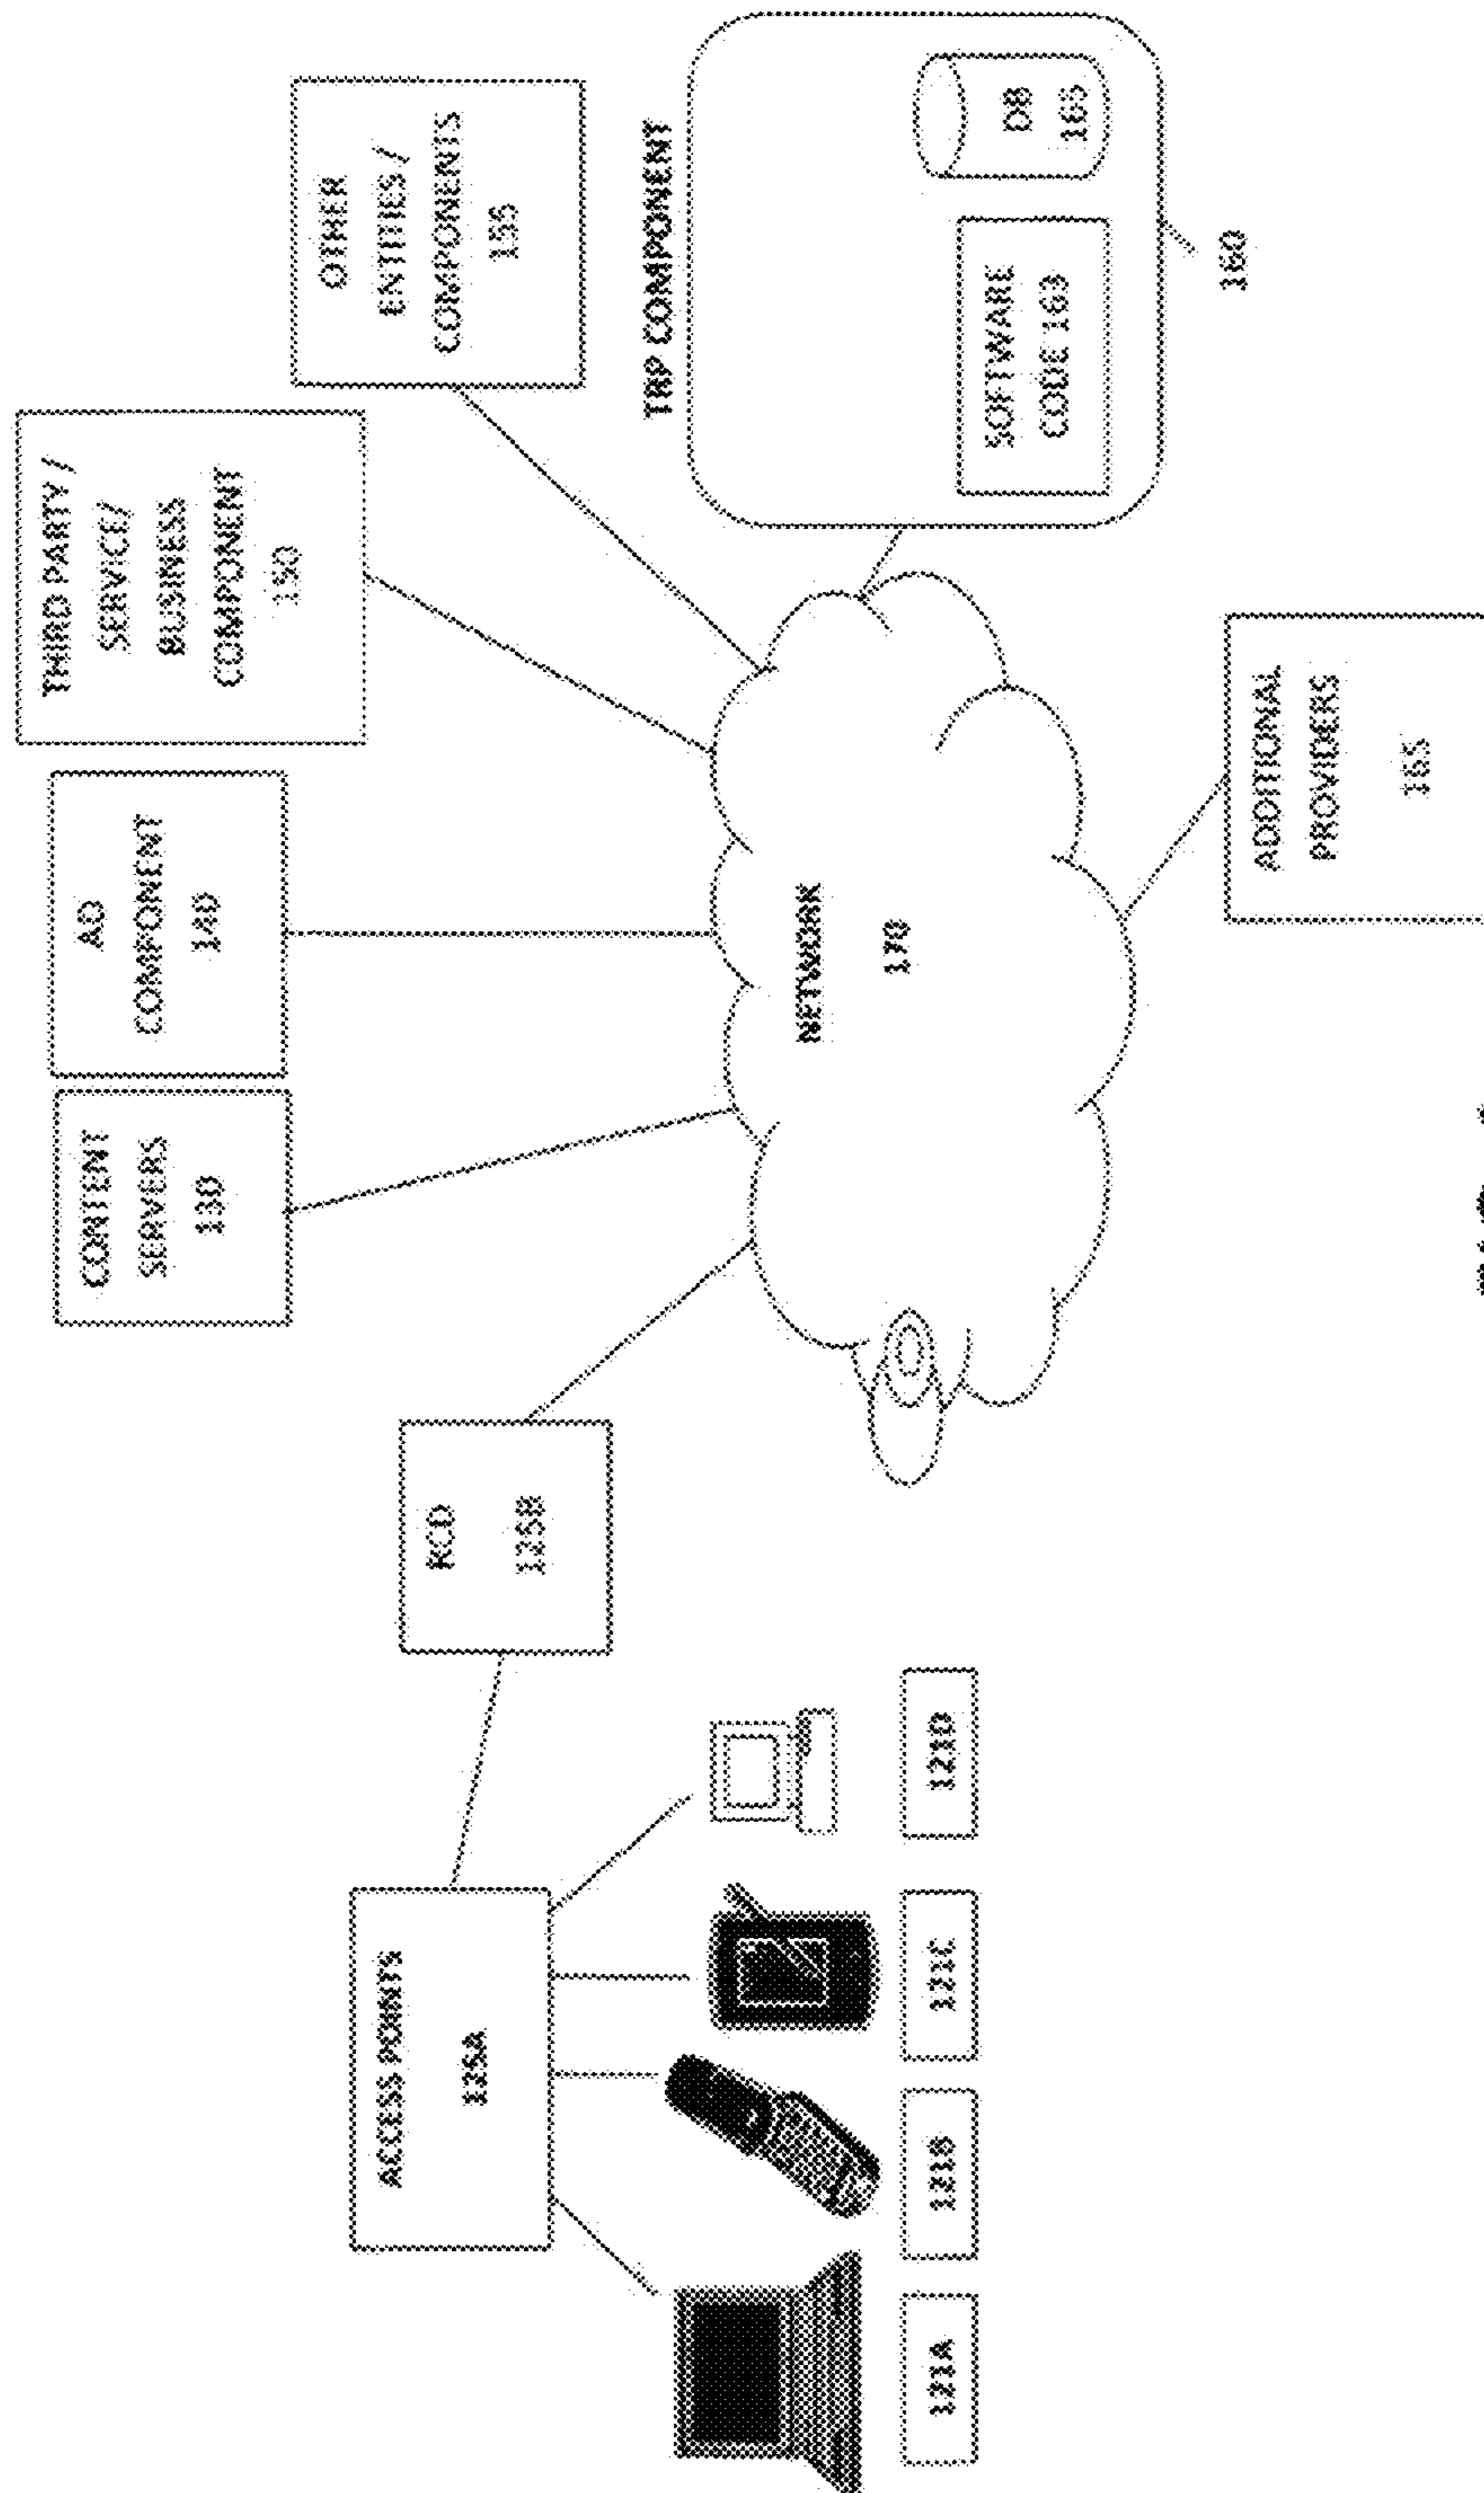 THIRD PARTY /
SERVICE/
BUSINESS
COMPONENT
150
OTHER
ENTITIES /
COMPONENTS
155
AD
COMPONENT
140
CONTENT
SERVERS
130
TRP COMPONENT
SOFTWARE
CODE 163
DB
165
160
NETWORK
170
ADDITIONAL
PROVIDERS
RCD
125B
ACCESS POINTS
125A
121A
121B
121C
121D